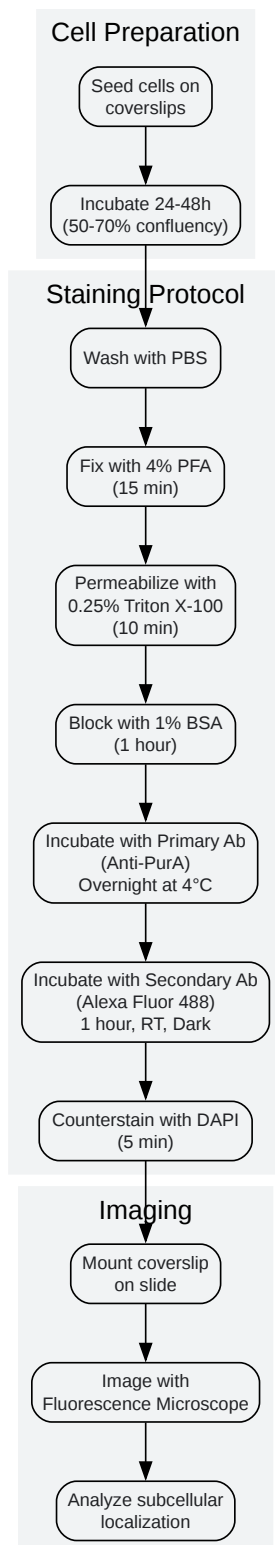 Cell Preparation
Seed cells on
coverslips
Incubate 24-48h
(50-70% confluency)
Staining Protocol
Wash with PBS
Fix with 4% PFA
(15 min)
Permeabilize with
0.25% Triton X-100
(10 min)
Block with 1% BSA
(1 hour)
Incubate with Primary Ab
(Anti-PurA)
Overnight at 4°C
Incubate with Secondary Ab
(Alexa Fluor 488)
1 hour, RT, Dark
Counterstain with DAPI
(5 min)
Imaging
Mount coverslip
on slide
Image with
Fluorescence Microscope
Analyze subcellular
localization